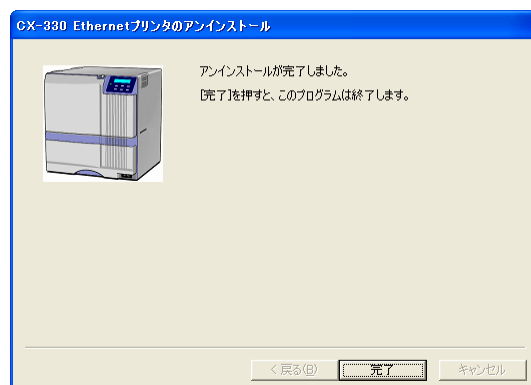 CX-330 Ethernetプリンタのアンインストール
アンインストールが完了しました。
[完了]を押すと、このプログラムは終了します。
< 戻る(B)
完了
キャンセル